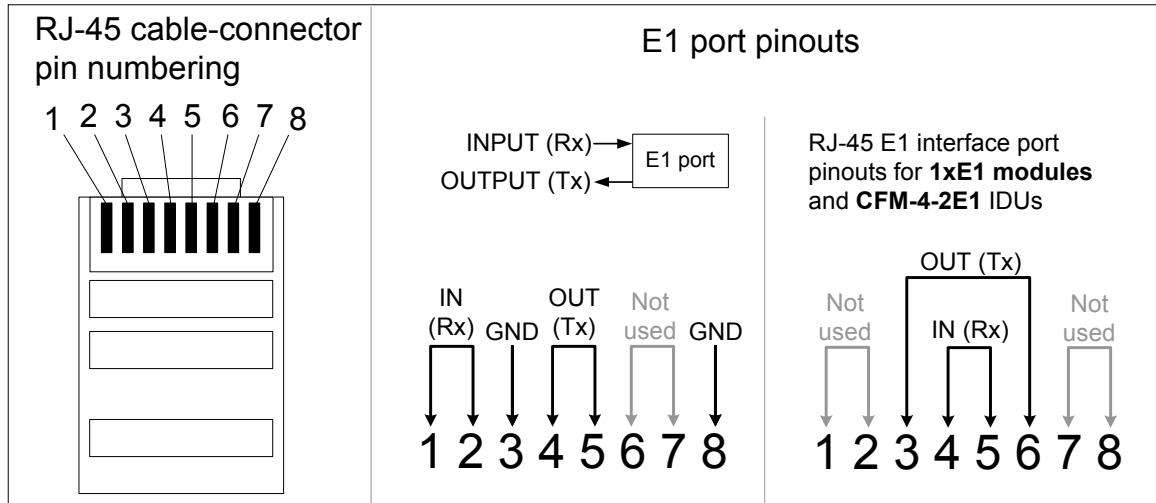 RJ-45 cable-connector
pin numbering
1 2 3 4 5 6 7 8
E1 port pinouts
INPUT (Rx)
OUTPUT (Tx)
E1 port
IN
(Rx)
GND
OUT
(Tx)
Not
used
GND
1 2 3 4 5 6 7 8
RJ-45 E1 interface port
pinouts for 1xE1 modules
and CFM-4-2E1 IDUs
OUT (Tx)
Not
used
IN (Rx)
Not
used
1 2 3 4 5 6 7 8